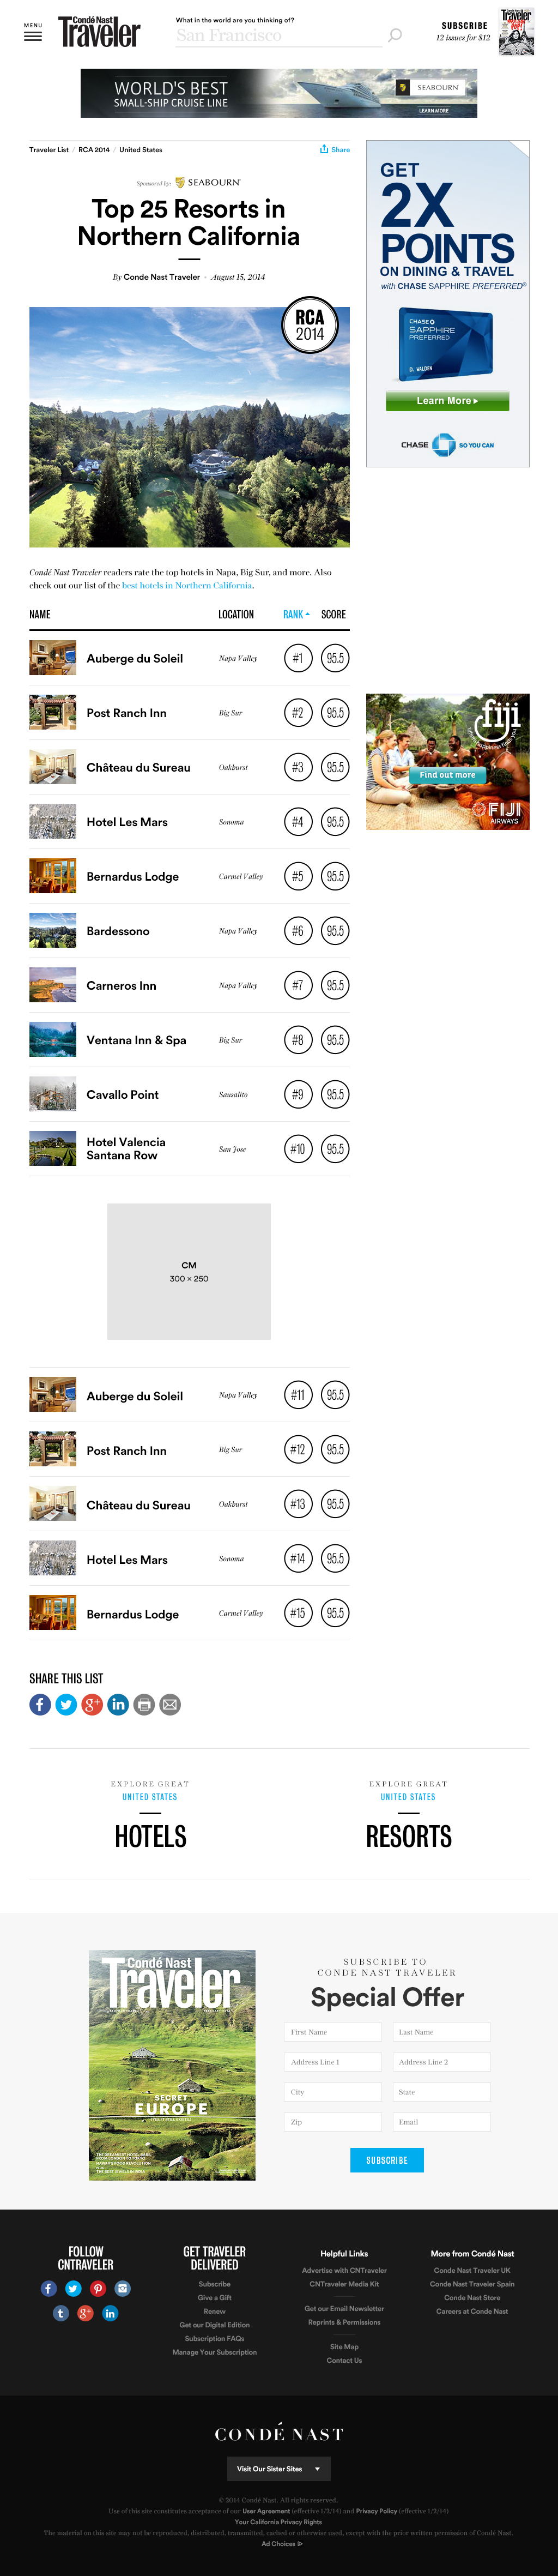 MENU
Condé Nast
Traveler
What in the world are you thinking of?
San Francisco
SUBSCRIBE
12 issues for $12
WORLD'S BEST
SMALL-SHIP CRUISE LINE
SEABOURN
LEARN MORE
Traveler List / RCA 2014 / United States
Share
Sponsored by: SEABOURN
Top 25 Resorts in
Northern California
By Conde Nast Traveler - August 15, 2014
RCA
2014
GET
2X
POINTS
ON DINING & TRAVEL
with CHASE SAPPHIRE PREFERRED®
CHASE
SAPPHIRE
PREFERRED
D. WALDEN
Learn More
CHASE SO YOU CAN
Condé Nast Traveler readers rate the top hotels in Napa, Big Sur, and more. Also
check out our list of the best hotels in Northern California.
NAME LOCATION RANK SCORE
Auberge du Soleil Napa Valley #1 95.5
Post Ranch Inn Big Sur #2 95.5
Château du Sureau Oakhurst #3 95.5
Hotel Les Mars Sonoma #4 95.5
Bernardus Lodge Carmel Valley #5 95.5
Bardessono Napa Valley #6 95.5
Carneros Inn Napa Valley #7 95.5
Ventana Inn & Spa Big Sur #8 95.5
Cavallo Point Sausalito #9 95.5
Hotel Valencia
Santana Row San Jose #10 95.5
fiji
Find out more
FIJI
AIRWAYS
CM
300 × 250
Auberge du Soleil Napa Valley #11 95.5
Post Ranch Inn Big Sur #12 95.5
Château du Sureau Oakhurst #13 95.5
Hotel Les Mars Sonoma #14 95.5
Bernardus Lodge Carmel Valley #15 95.5
SHARE THIS LIST
EXPLORE GREAT
UNITED STATES
HOTELS
EXPLORE GREAT
UNITED STATES
RESORTS
Condé Nast
Traveler
SECRET
EUROPE
SUBSCRIBE TO
CONDE NAST TRAVELER
Special Offer
First Name Last Name
Address Line 1 Address Line 2
City State
Zip Email
SUBSCRIBE
FOLLOW
CNTRAVELER
GET TRAVELER
DELIVERED
Subscribe
Give a Gift
Renew
Get our Digital Edition
Subscription FAQs
Manage Your Subscription
Helpful Links
Advertise with CNTraveler
CNTraveler Media Kit
Get our Email Newsletter
Reprints & Permissions
Site Map
Contact Us
More from Condé Nast
Conde Nast Traveler UK
Conde Nast Traveler Spain
Conde Nast Store
Careers at Conde Nast
CONDÉ NAST
Visit Our Sister Sites
© 2014 Condé Nast. All rights reserved.
Use of this site constitutes acceptance of our User Agreement (effective 1/2/14) and Privacy Policy (effective 1/2/14)
Your California Privacy Rights
The material on this site may not be reproduced, distributed, transmitted, cached or otherwise used, except with the prior written permission of Condé Nast.
Ad Choices